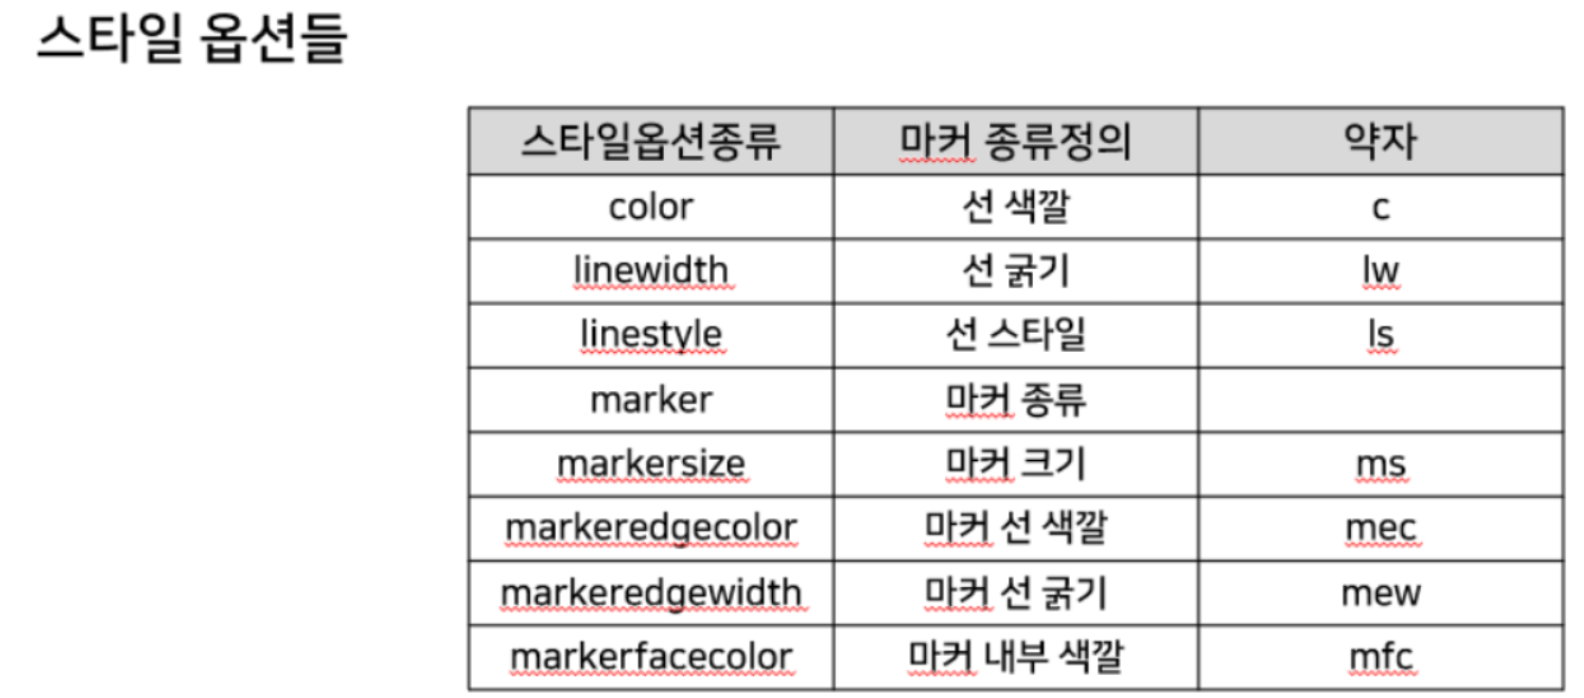 스타일 옵션들
스타일옵션종류 마커 종류정의 약자
color 선 색깔 c
linewidth 선 굵기 lw
linestyle 선 스타일 ls
marker 마커 종류
markersize 마커 크기 ms
markeredgecolor 마커 선 색깔 mec
markeredgewidth 마커 선 굵기 mew
markerfacecolor 마커 내부 색깔 mfc